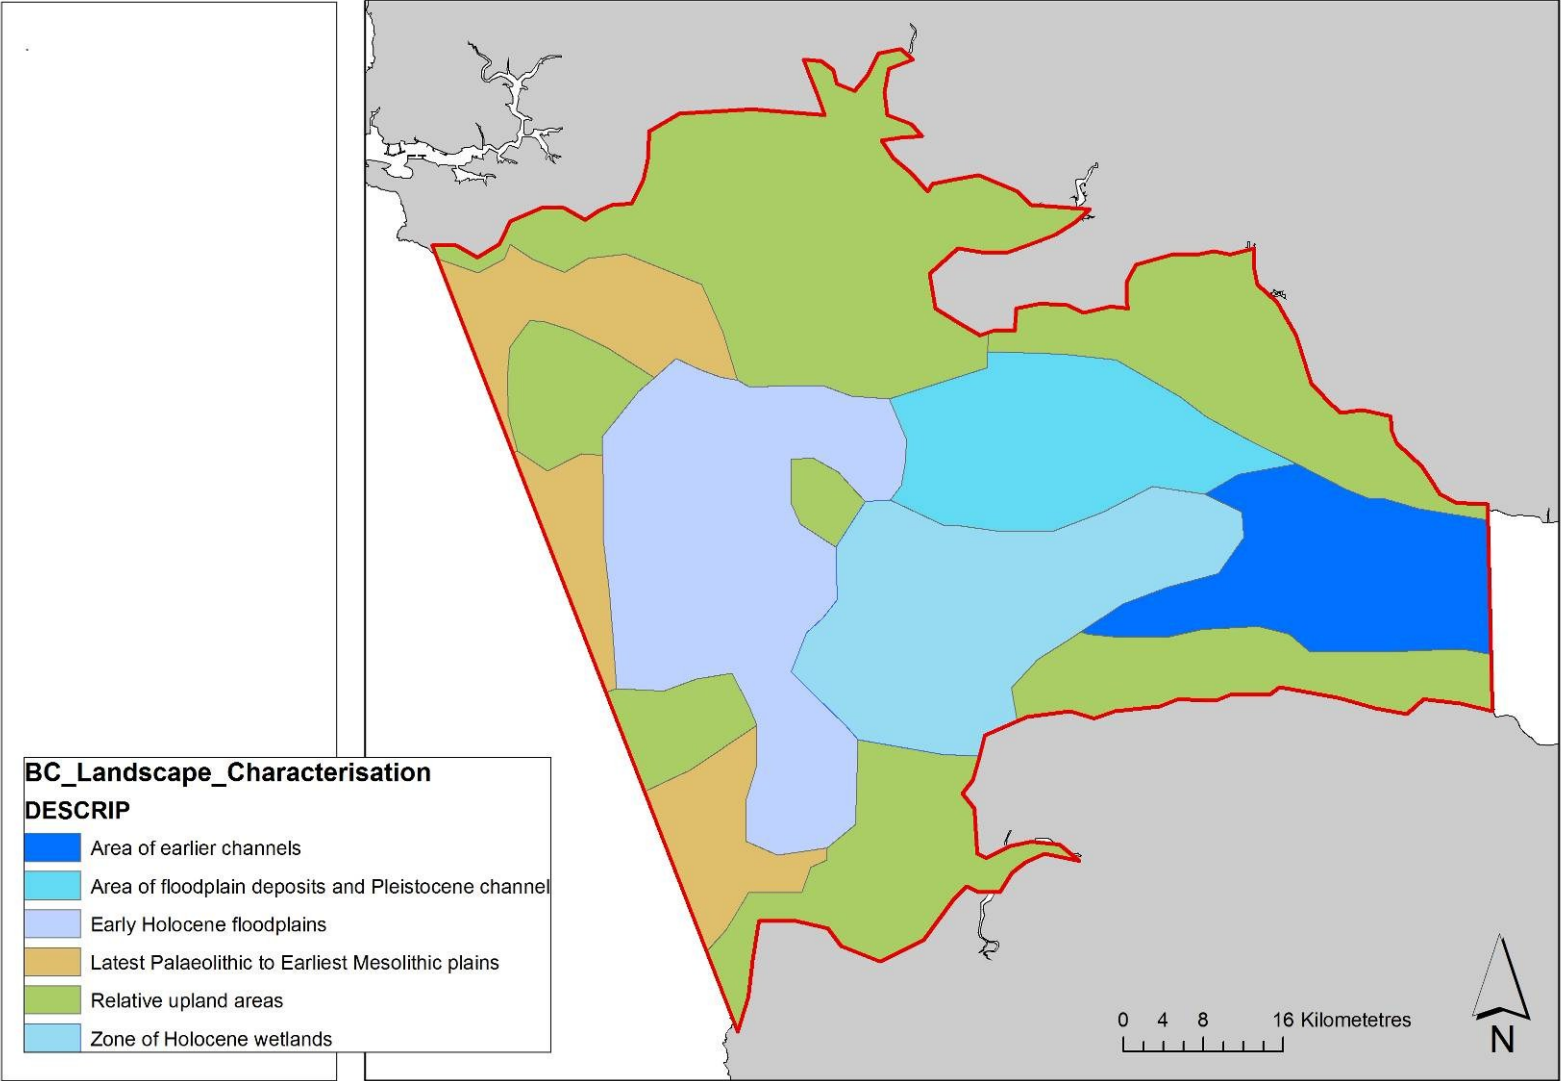 BC_Landscape_Characterisation
DESCRIP
Area of earlier channels
Area of floodplain deposits and Pleistocene channel
Early Holocene floodplains
Latest Palaeolithic to Earliest Mesolithic plains
Relative upland areas
Zone of Holocene wetlands
0 4 8 16 Kilometetres
N